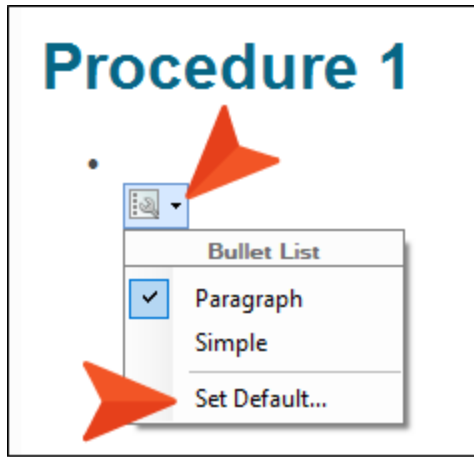 Procedure 1
Bullet List
Paragraph
Simple
Set Default...